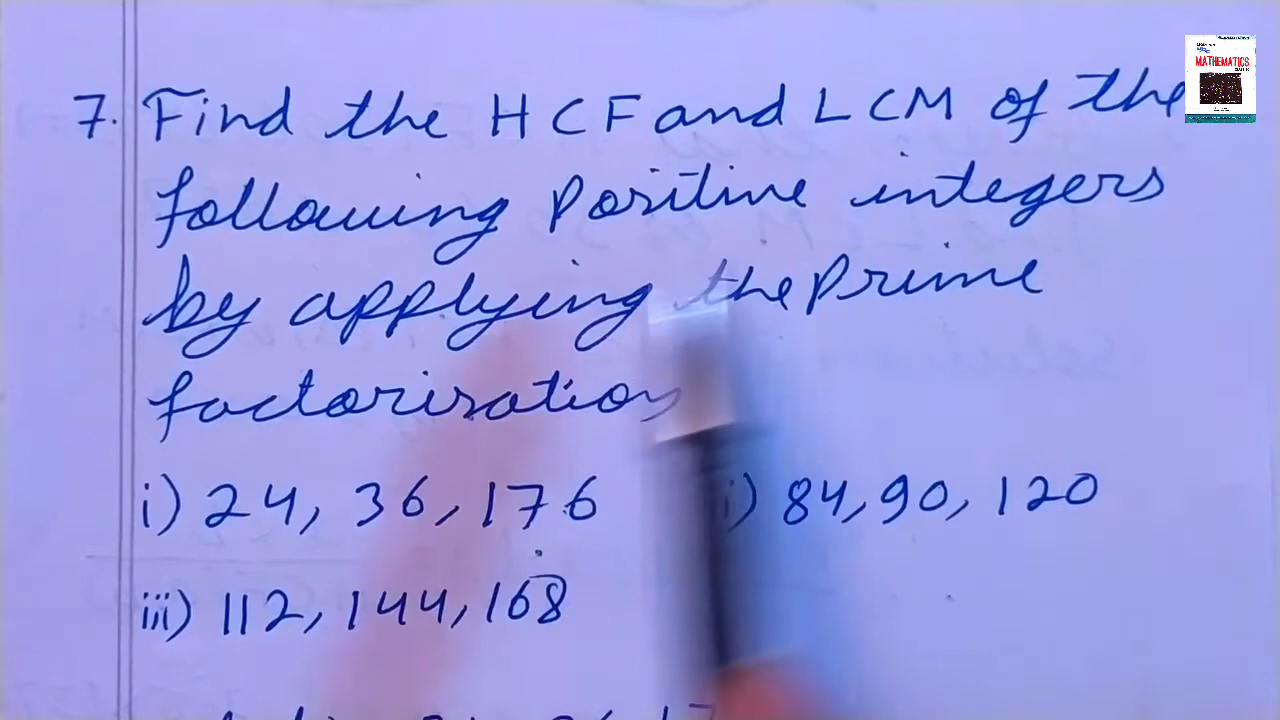 MATHEMATICS
7. Find the HCF and LCM of the
following Positive integers
by applying the Prime
factorisation
i) 24, 36, 176 i) 84, 90, 120
iii) 112, 144, 168